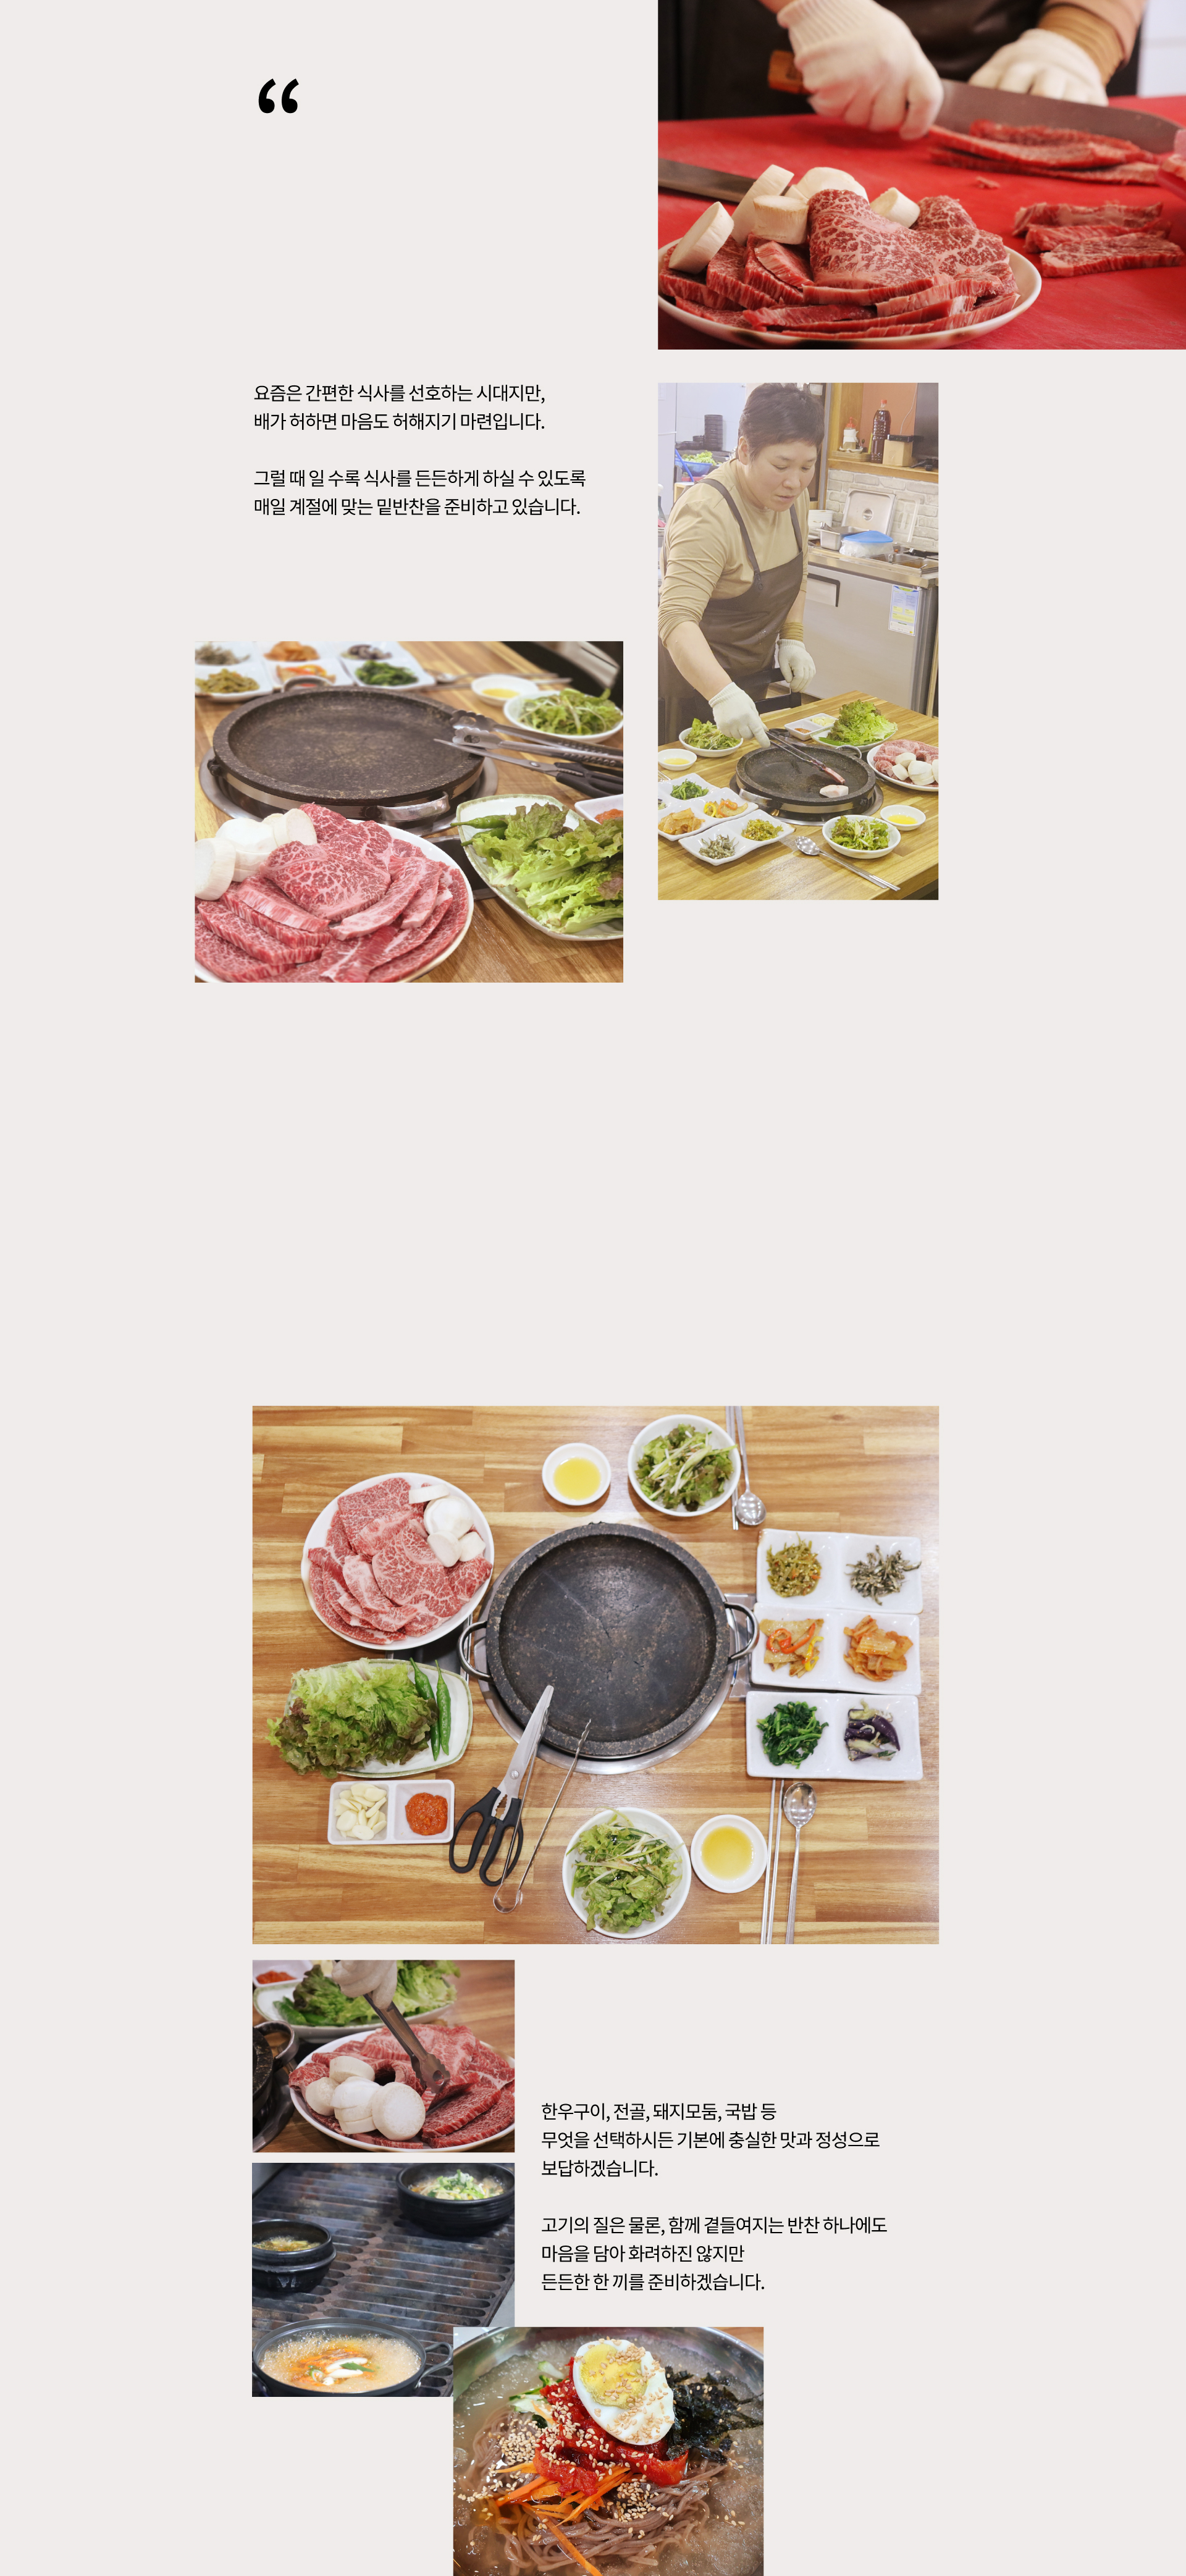 “
요즘은 간편한 식사를 선호하는 시대지만,
배가 허하면 마음도 허해지기 마련입니다.
그럴 때 일 수록 식사를 든든하게 하실 수 있도록
매일 계절에 맞는 밑반찬을 준비하고 있습니다.
한우구이, 전골, 돼지모둠, 국밥 등
무엇을 선택하시든 기본에 충실한 맛과 정성으로
보답하겠습니다.
고기의 질은 물론, 함께 곁들여지는 반찬 하나에도
마음을 담아 화려하진 않지만
든든한 한 끼를 준비하겠습니다.